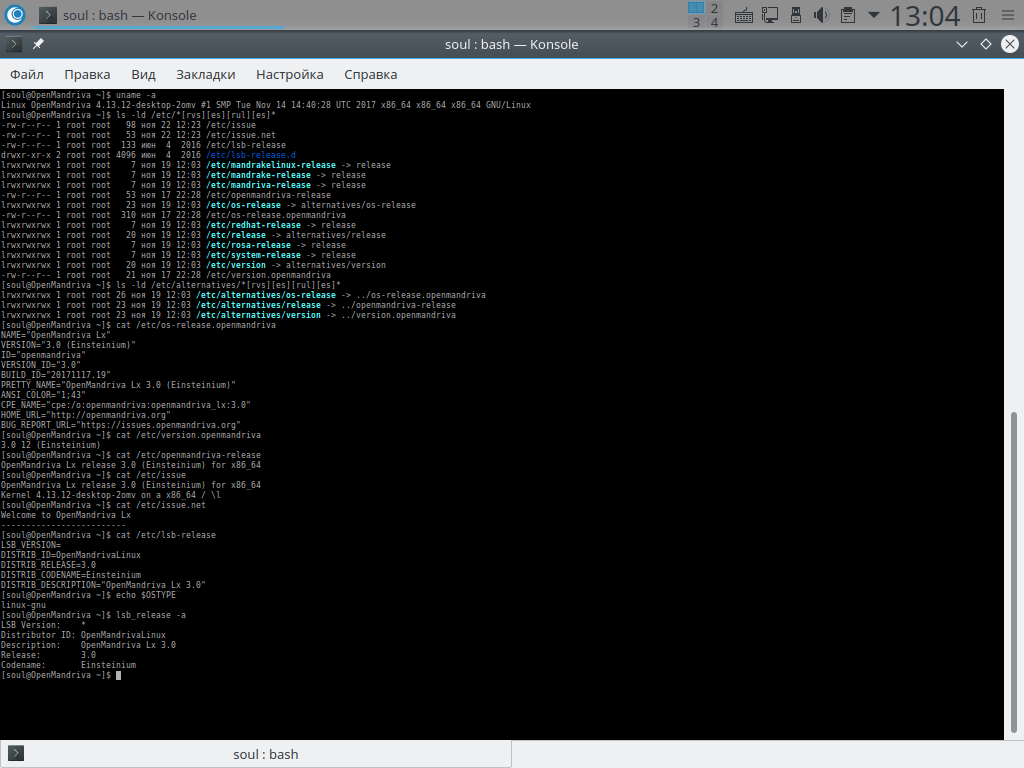 soul : bash — Konsole
1 2
3 4
13:04
soul : bash — Konsole
Файл Правка Вид Закладки Настройка Справка
[soul@OpenMandriva ~]$ uname -a
Linux OpenMandriva 4.13.12-desktop-2omv #1 SMP Tue Nov 14 14:40:28 UTC 2017 x86_64 x86_64 x86_64 GNU/Linux
[soul@OpenMandriva ~]$ ls -ld /etc/*[rvs][es][rul][es]*
-rw-r--r-- 1 root root   98 ноя 22 12:23 /etc/issue
-rw-r--r-- 1 root root   53 ноя 22 12:23 /etc/issue.net
-rw-r--r-- 1 root root  133 июн  4  2016 /etc/lsb-release
drwxr-xr-x 2 root root 4096 июн  4  2016 /etc/lsb-release.d
lrwxrwxrwx 1 root root    7 ноя 19 12:03 /etc/mandrakelinux-release -> release
lrwxrwxrwx 1 root root    7 ноя 19 12:03 /etc/mandrake-release -> release
lrwxrwxrwx 1 root root    7 ноя 19 12:03 /etc/mandriva-release -> release
-rw-r--r-- 1 root root   53 ноя 17 22:28 /etc/openmandriva-release
lrwxrwxrwx 1 root root   23 ноя 19 12:03 /etc/os-release -> alternatives/os-release
-rw-r--r-- 1 root root  310 ноя 17 22:28 /etc/os-release.openmandriva
lrwxrwxrwx 1 root root    7 ноя 19 12:03 /etc/redhat-release -> release
lrwxrwxrwx 1 root root   20 ноя 19 12:03 /etc/release -> alternatives/release
lrwxrwxrwx 1 root root    7 ноя 19 12:03 /etc/rosa-release -> release
lrwxrwxrwx 1 root root    7 ноя 19 12:03 /etc/system-release -> release
lrwxrwxrwx 1 root root   20 ноя 19 12:03 /etc/version -> alternatives/version
-rw-r--r-- 1 root root   21 ноя 17 22:28 /etc/version.openmandriva
[soul@OpenMandriva ~]$ ls -ld /etc/alternatives/*[rvs][es][rul][es]*
lrwxrwxrwx 1 root root 26 ноя 19 12:03 /etc/alternatives/os-release -> ../os-release.openmandriva
lrwxrwxrwx 1 root root 23 ноя 19 12:03 /etc/alternatives/release -> ../openmandriva-release
lrwxrwxrwx 1 root root 23 ноя 19 12:03 /etc/alternatives/version -> ../version.openmandriva
[soul@OpenMandriva ~]$ cat /etc/os-release.openmandriva
NAME="OpenMandriva Lx"
VERSION="3.0 (Einsteinium)"
ID="openmandriva"
VERSION_ID="3.0"
BUILD_ID="20171117.19"
PRETTY_NAME="OpenMandriva Lx 3.0 (Einsteinium)"
ANSI_COLOR="1;43"
CPE_NAME="cpe:/o:openmandriva:openmandriva_lx:3.0"
HOME_URL="http://openmandriva.org"
BUG_REPORT_URL="https://issues.openmandriva.org"
[soul@OpenMandriva ~]$ cat /etc/version.openmandriva
3.0 12 (Einsteinium)
[soul@OpenMandriva ~]$ cat /etc/openmandriva-release
OpenMandriva Lx release 3.0 (Einsteinium) for x86_64
[soul@OpenMandriva ~]$ cat /etc/issue
OpenMandriva Lx release 3.0 (Einsteinium) for x86_64
Kernel 4.13.12-desktop-2omv on a x86_64 / \l
[soul@OpenMandriva ~]$ cat /etc/issue.net
Welcome to OpenMandriva Lx
-------------------------
[soul@OpenMandriva ~]$ cat /etc/lsb-release
LSB_VERSION=
DISTRIB_ID=OpenMandrivaLinux
DISTRIB_RELEASE=3.0
DISTRIB_CODENAME=Einsteinium
DISTRIB_DESCRIPTION="OpenMandriva Lx 3.0"
[soul@OpenMandriva ~]$ echo $OSTYPE
linux-gnu
[soul@OpenMandriva ~]$ lsb_release -a
LSB Version:    *
Distributor ID: OpenMandrivaLinux
Description:    OpenMandriva Lx 3.0
Release:        3.0
Codename:       Einsteinium
[soul@OpenMandriva ~]$
soul : bash